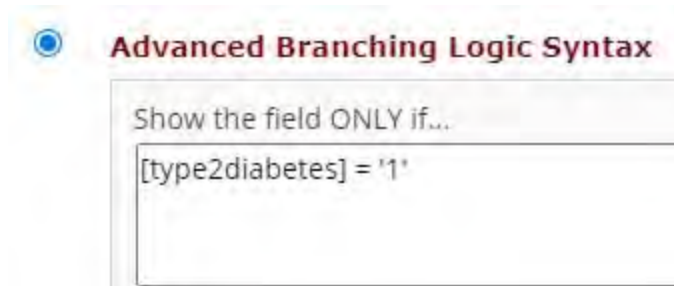 Advanced Branching Logic Syntax
Show the field ONLY if...
[type2diabetes] = '1'